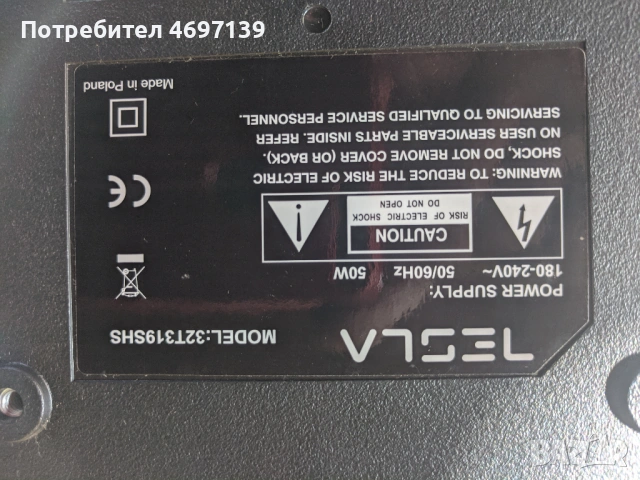 Потребител 4697139
TESLA
MODEL:32T319SHS
POWER SUPPLY:
180-240V~ 50/60Hz 50W
CAUTION
RISK OF ELECTRIC SHOCK
DO NOT OPEN
WARNING: TO REDUCE THE RISK OF ELECTRIC
SHOCK, DO NOT REMOVE COVER (OR BACK).
NO USER SERVICEABLE PARTS INSIDE. REFER
SERVICING TO QUALIFIED SERVICE PERSONNEL.
CE
Made in Poland
BAZAR